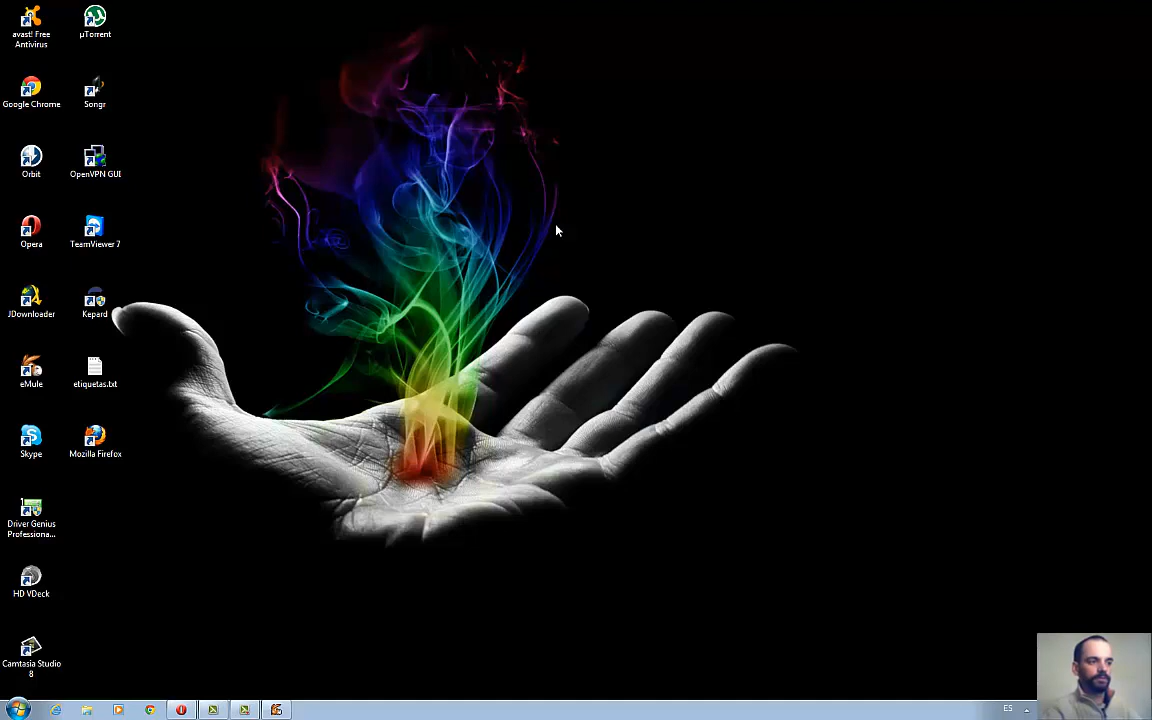 avast! Free
Antivirus
µTorrent
Google Chrome
Songr
Orbit
OpenVPN GUI
Opera
TeamViewer 7
JDownloader
Kepard
eMule
etiquetas.txt
Skype
Mozilla Firefox
Driver Genius
Professiona...
HD VDeck
Camtasia Studio
8
ES